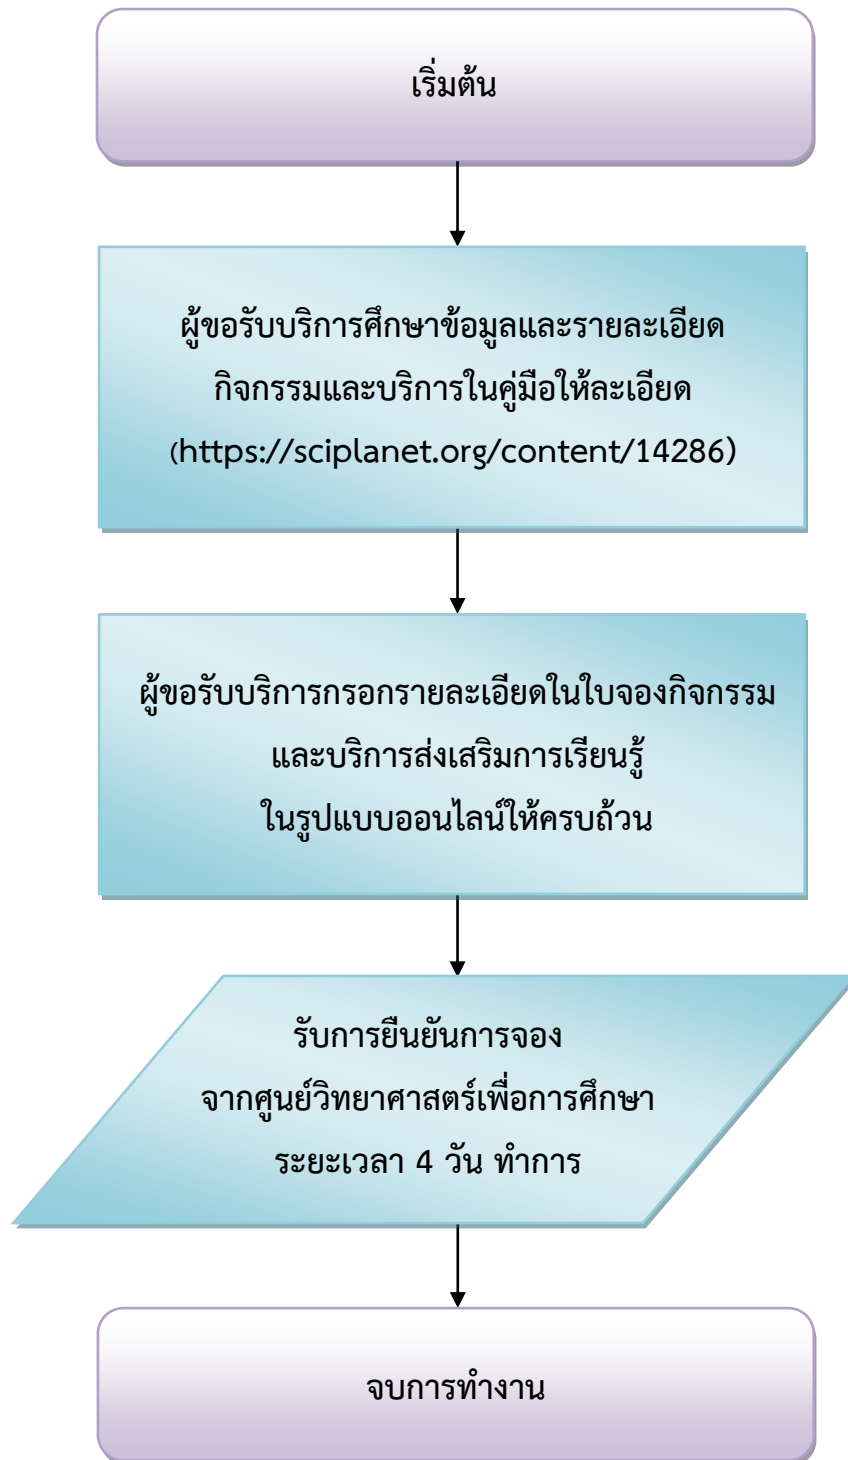 เริ่มต้น
ผู้ขอรับบริการศึกษาข้อมูลและรายละเอียด
กิจกรรมและบริการในคู่มือให้ละเอียด
(https://sciplanet.org/content/14286)
ผู้ขอรับบริการกรอกรายละเอียดในใบจองกิจกรรม
และบริการส่งเสริมการเรียนรู้
ในรูปแบบออนไลน์ให้ครบถ้วน
รับการยืนยันการจอง
จากศูนย์วิทยาศาสตร์เพื่อการศึกษา
ระยะเวลา 4 วัน ทำการ
จบการทำงาน